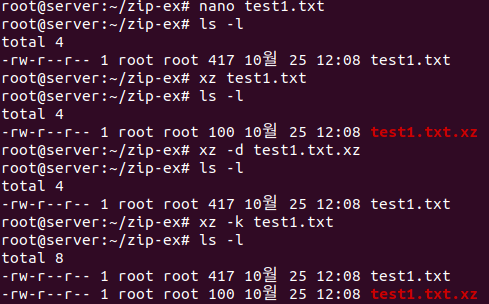 root@server:~/zip-ex# nano test1.txt
root@server:~/zip-ex# ls -l
total 4
-rw-r--r-- 1 root root 417 10월 25 12:08 test1.txt
root@server:~/zip-ex# xz test1.txt
root@server:~/zip-ex# ls -l
total 4
-rw-r--r-- 1 root root 100 10월 25 12:08 test1.txt.xz
root@server:~/zip-ex# xz -d test1.txt.xz
root@server:~/zip-ex# ls -l
total 4
-rw-r--r-- 1 root root 417 10월 25 12:08 test1.txt
root@server:~/zip-ex# xz -k test1.txt
root@server:~/zip-ex# ls -l
total 8
-rw-r--r-- 1 root root 417 10월 25 12:08 test1.txt
-rw-r--r-- 1 root root 100 10월 25 12:08 test1.txt.xz